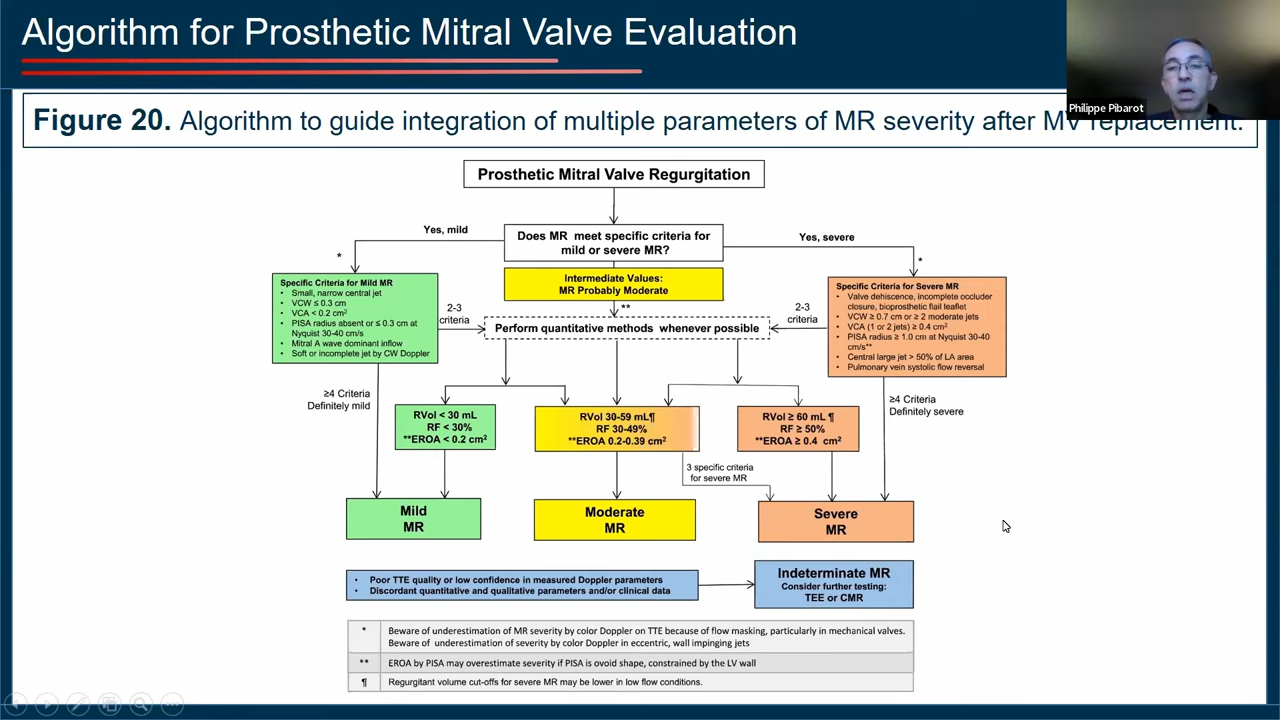 Algorithm for Prosthetic Mitral Valve Evaluation
Philippe Pibarot
Figure 20. Algorithm to guide integration of multiple parameters of MR severity after MV replacement.
Prosthetic Mitral Valve Regurgitation
Yes, mild
Does MR meet specific criteria for
mild or severe MR?
Yes, severe
*
*
Specific Criteria for Mild MR
• Small, narrow central jet
• VCW ≤ 0.3 cm
• VCA < 0.2 cm²
• PISA radius absent or ≤ 0.3 cm at
Nyquist 30-40 cm/s
• Mitral A wave dominant inflow
• Soft or incomplete jet by CW Doppler
Intermediate Values:
MR Probably Moderate
**
Specific Criteria for Severe MR
• Valve dehiscence, incomplete occluder
closure, bioprosthetic flail leaflet
• VCW ≥ 0.7 cm or ≥ 2 moderate jets
• VCA (1 or 2 jets) ≥ 0.4 cm²
• PISA radius ≥ 1.0 cm at Nyquist 30-40
cm/s**
• Central large jet > 50% of LA area
• Pulmonary vein systolic flow reversal
2-3
criteria
Perform quantitative methods whenever possible
2-3
criteria
≥4 Criteria
Definitely mild
≥4 Criteria
Definitely severe
RVol < 30 mL
RF < 30%
**EROA < 0.2 cm²
RVol 30-59 mL¶
RF 30-49%
**EROA 0.2-0.39 cm²
RVol ≥ 60 mL ¶
RF ≥ 50%
**EROA ≥ 0.4 cm²
3 specific criteria
for severe MR
Mild
MR
Moderate
MR
Severe
MR
• Poor TTE quality or low confidence in measured Doppler parameters
• Discordant quantitative and qualitative parameters and/or clinical data
Indeterminate MR
Consider further testing:
TEE or CMR
* Beware of underestimation of MR severity by color Doppler on TTE because of flow masking, particularly in mechanical valves.
Beware of underestimation of severity by color Doppler in eccentric, wall impinging jets
** EROA by PISA may overestimate severity if PISA is ovoid shape, constrained by the LV wall
¶ Regurgitant volume cut-offs for severe MR may be lower in low flow conditions.